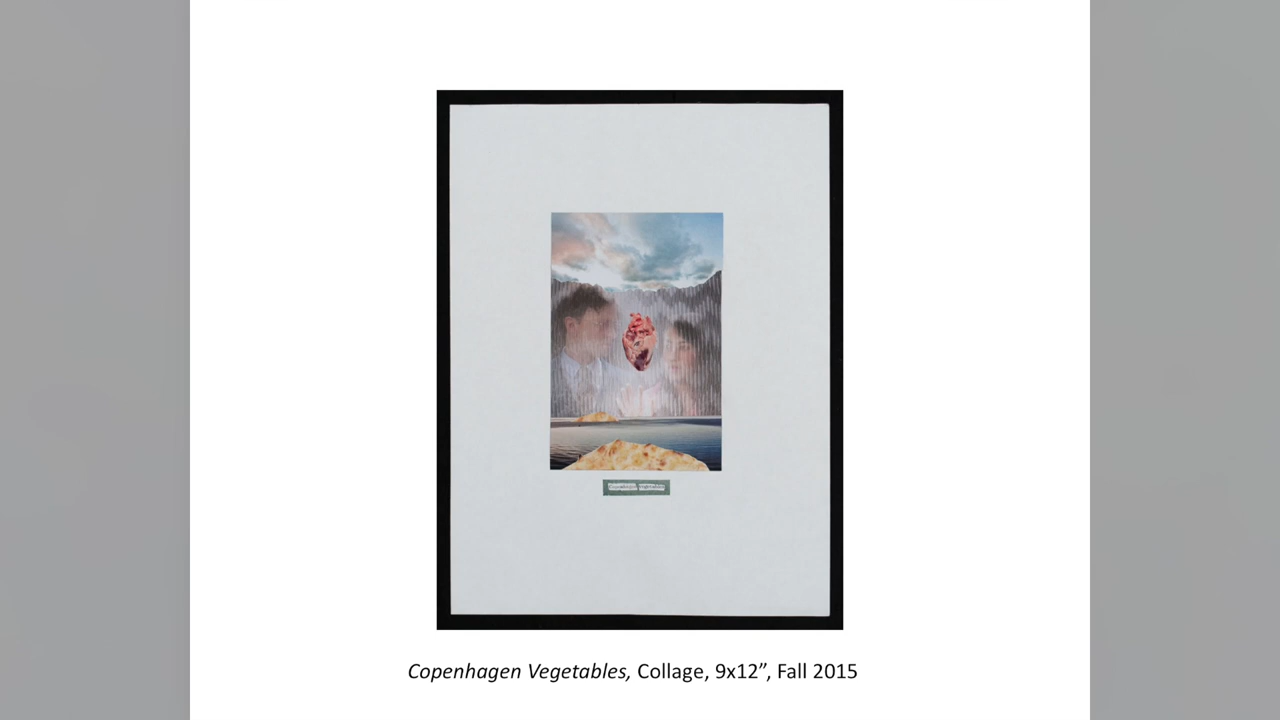 Copenhagen Vegetables, Collage, 9x12”, Fall 2015